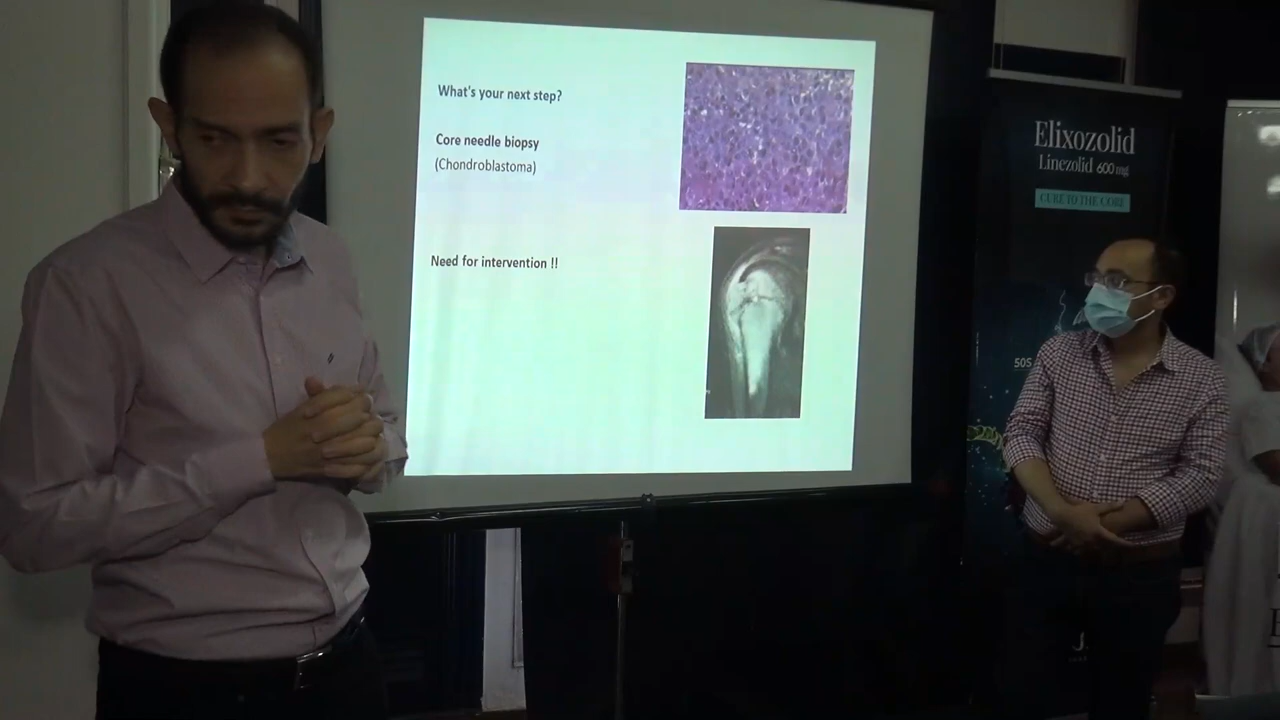 What's your next step?
Core needle biopsy
(Chondroblastoma)
Need for intervention !!
Elixozolid
Linezolid 600 mg
CURE TO THE CORE